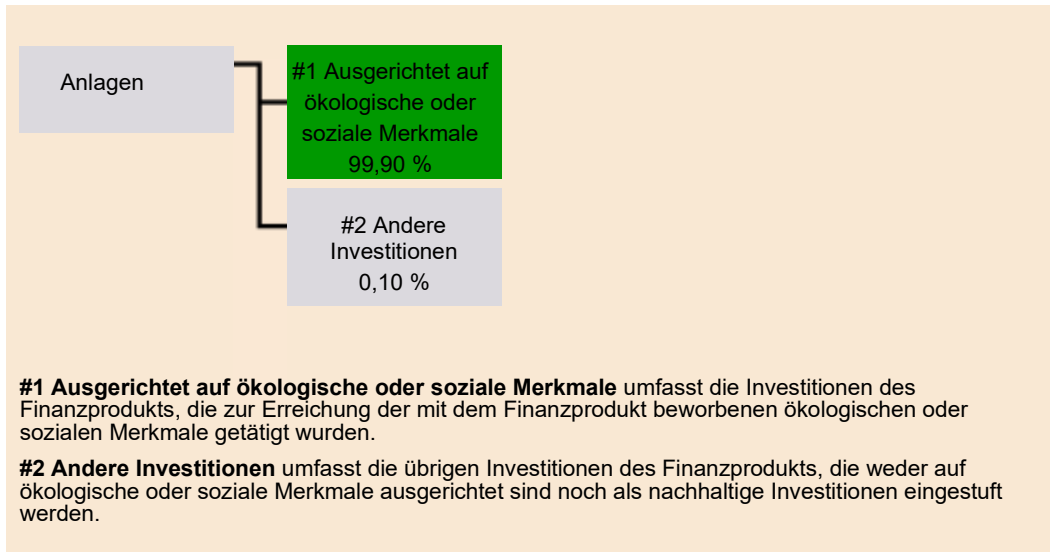 Anlagen
#1 Ausgerichtet auf
ökologische oder
soziale Merkmale
99,90 %
#2 Andere
Investitionen
0,10 %
#1 Ausgerichtet auf ökologische oder soziale Merkmale umfasst die Investitionen des
Finanzprodukts, die zur Erreichung der mit dem Finanzprodukt beworbenen ökologischen oder
sozialen Merkmale getätigt wurden.
#2 Andere Investitionen umfasst die übrigen Investitionen des Finanzprodukts, die weder auf
ökologische oder soziale Merkmale ausgerichtet sind noch als nachhaltige Investitionen eingestuft
werden.